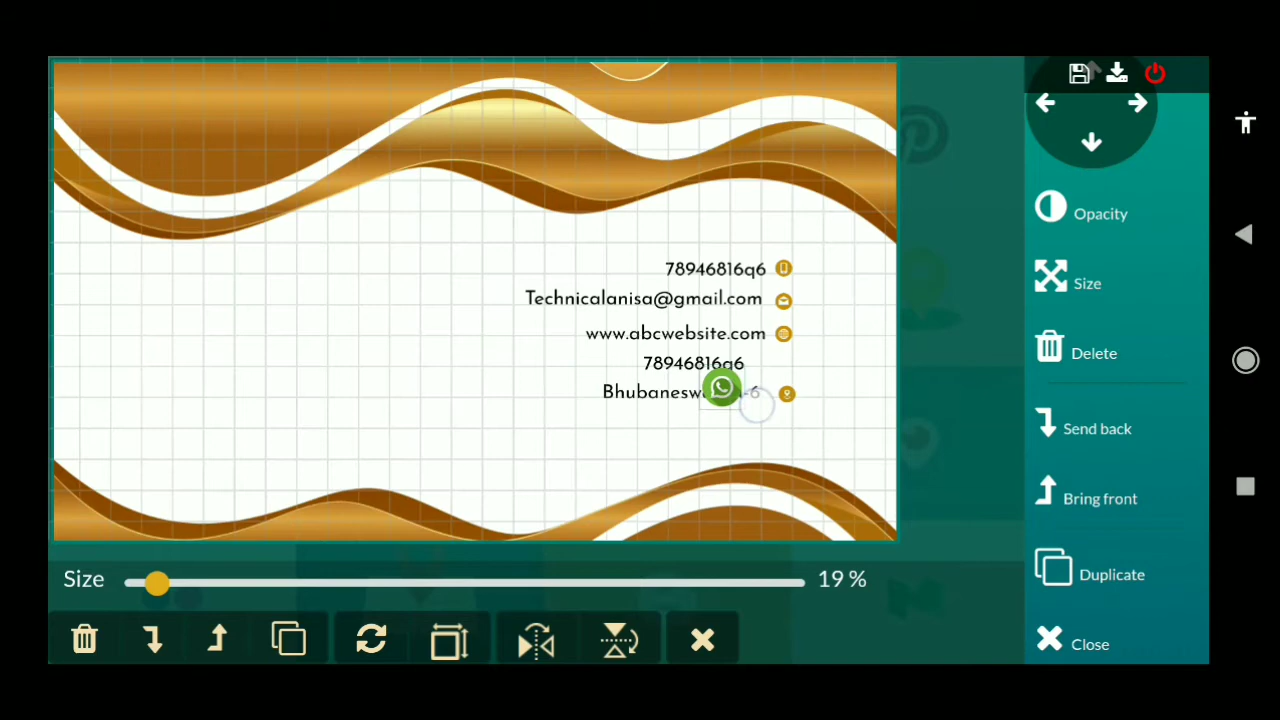 78946816q6
Technicalanisa@gmail.com
www.abcwebsite.com
78946816q6
Opacity
Size
Delete
Send back
Bring front
Duplicate
Close
Size
19 %